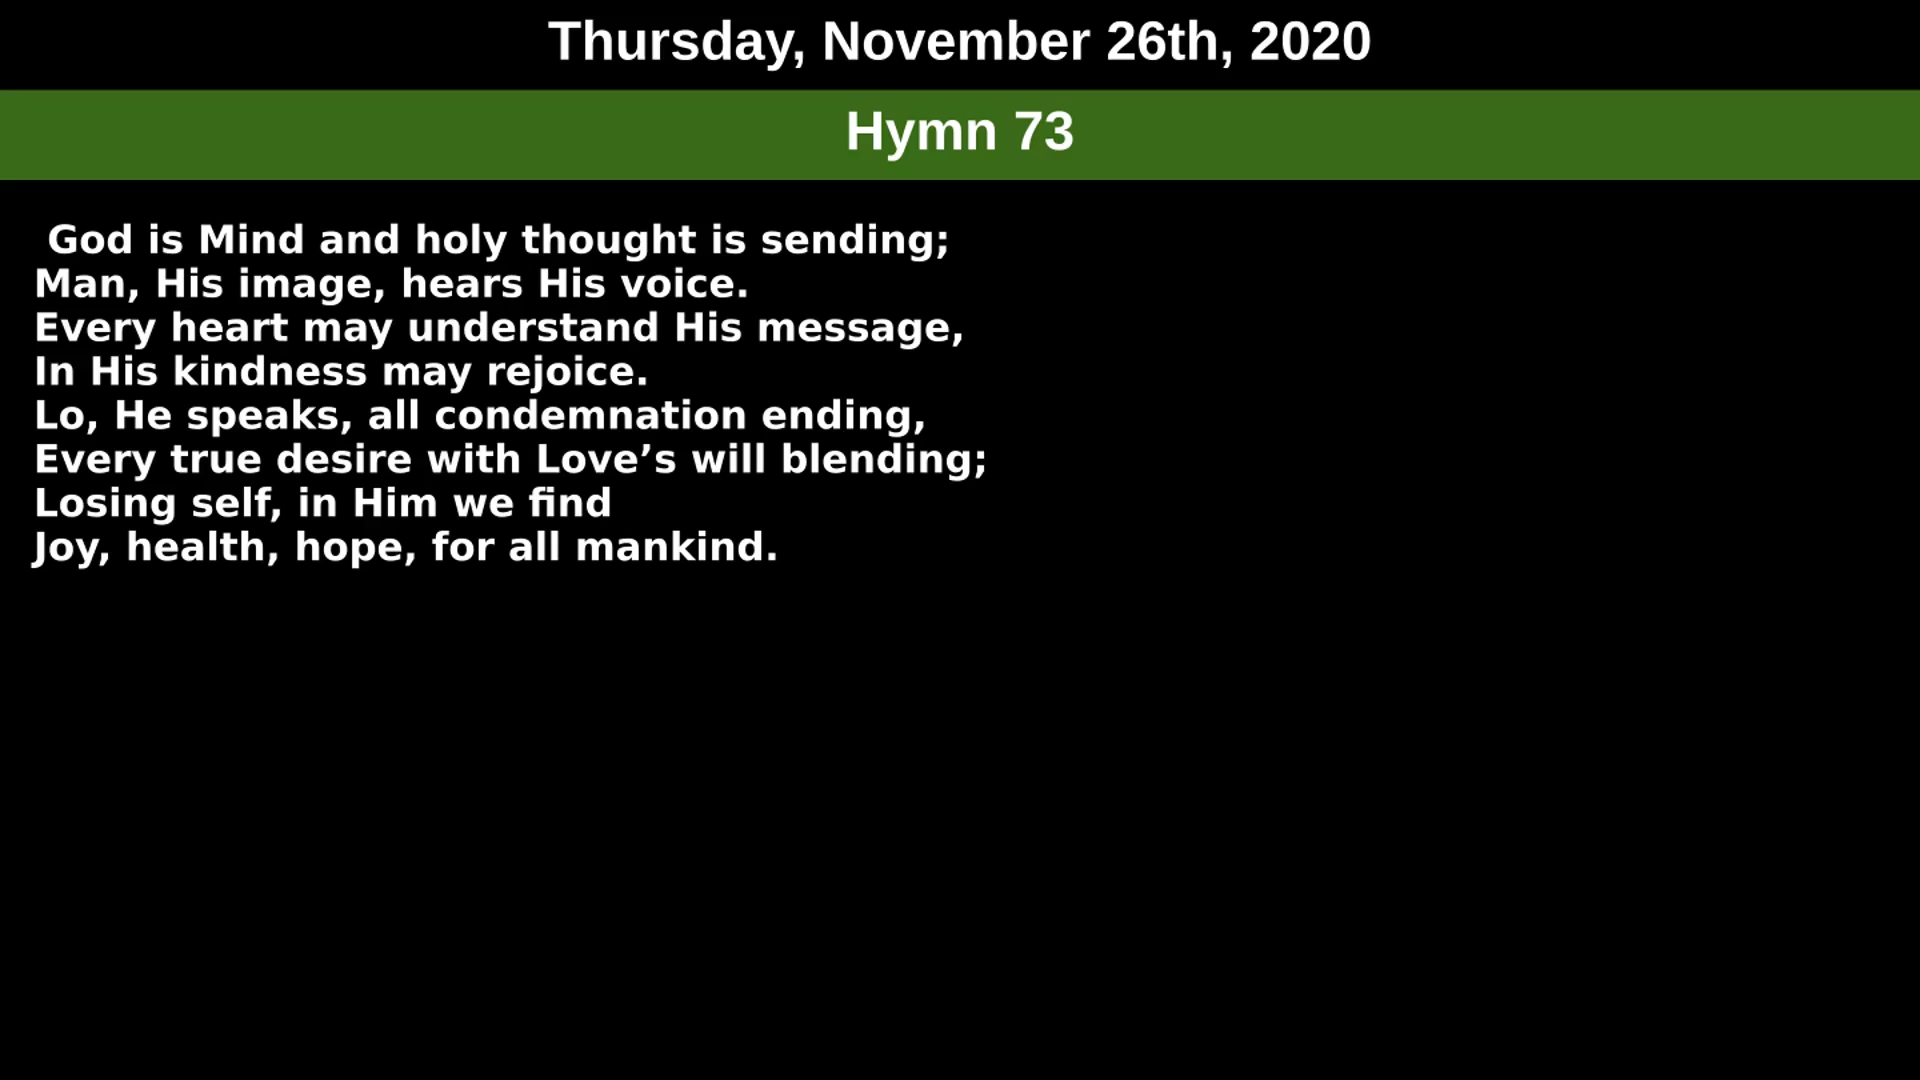 Thursday, November 26th, 2020
Hymn 73
God is Mind and holy thought is sending;
Man, His image, hears His voice.
Every heart may understand His message,
In His kindness may rejoice.
Lo, He speaks, all condemnation ending,
Every true desire with Love’s will blending;
Losing self, in Him we find
Joy, health, hope, for all mankind.